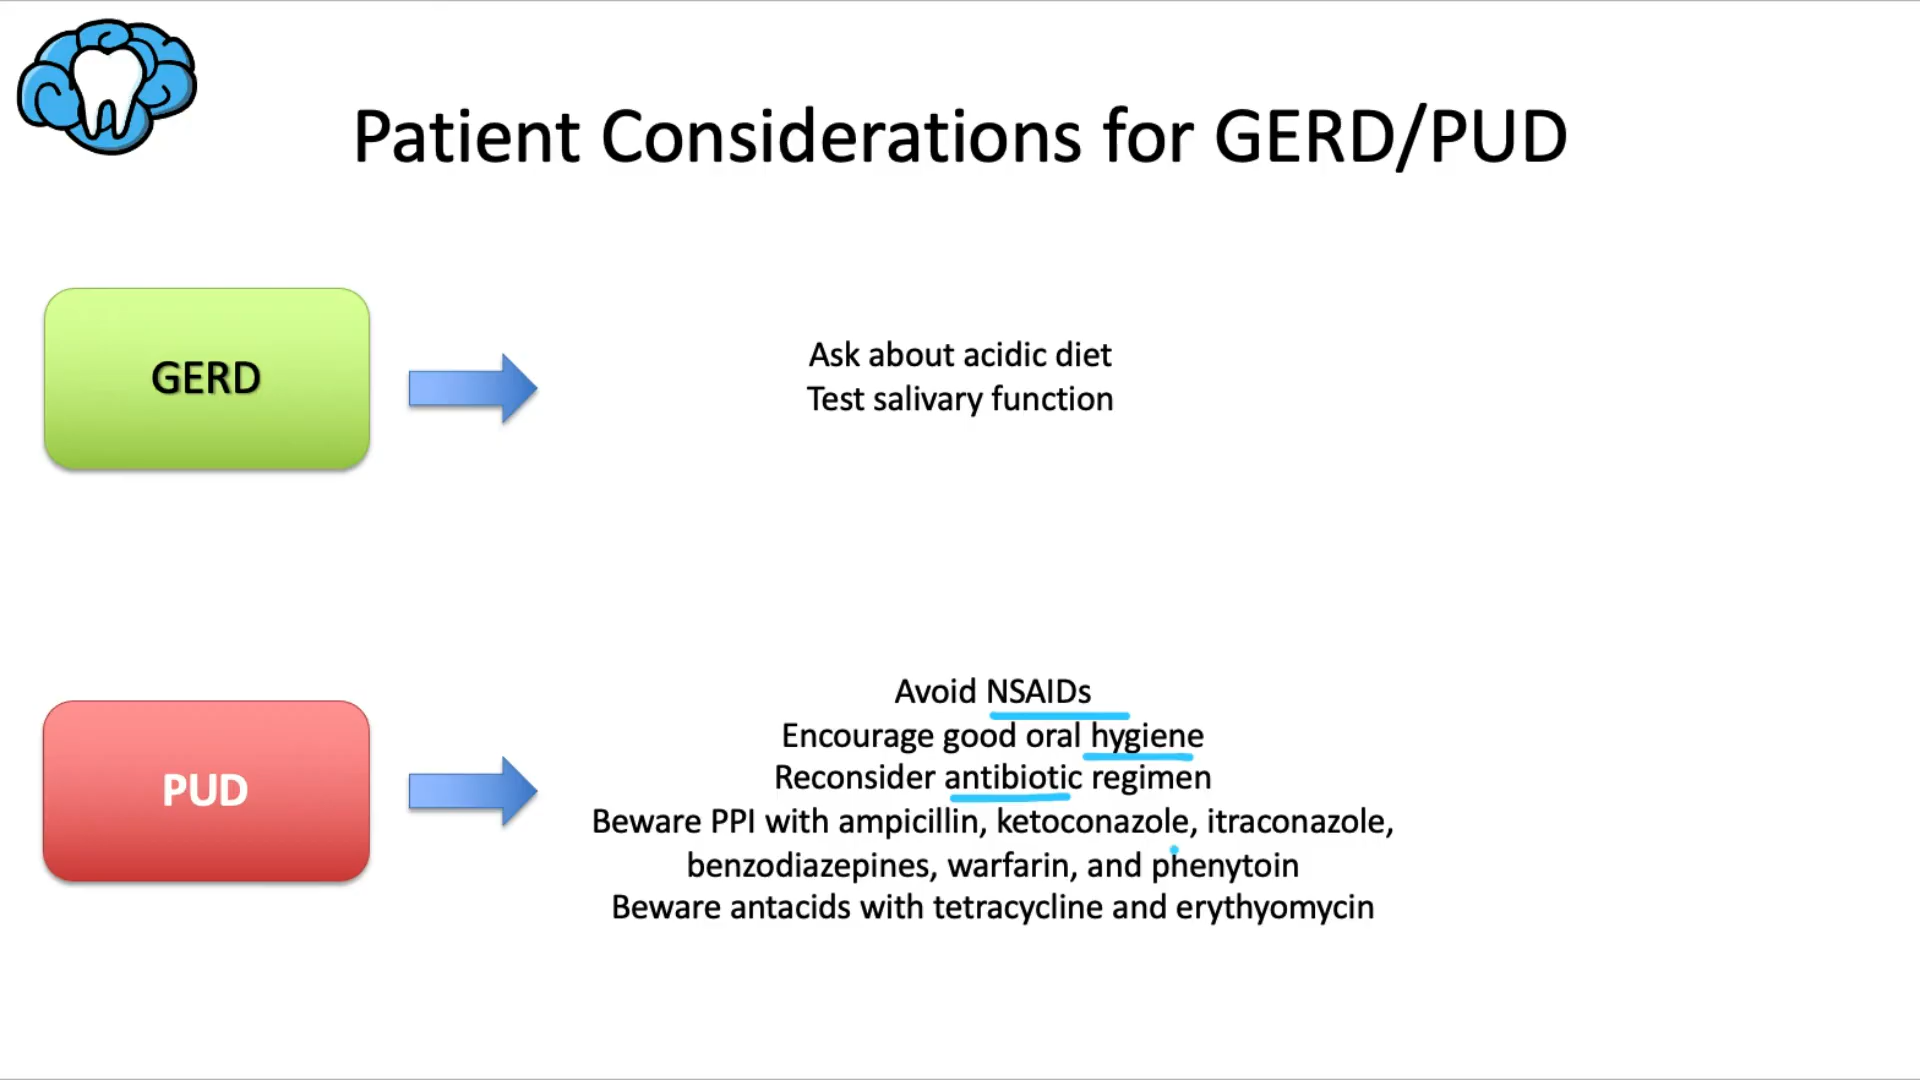 Patient Considerations for GERD/PUD
GERD
Ask about acidic diet
Test salivary function
PUD
Avoid NSAIDs
Encourage good oral hygiene
Reconsider antibiotic regimen
Beware PPI with ampicillin, ketoconazole, itraconazole,
benzodiazepines, warfarin, and phenytoin
Beware antacids with tetracycline and erythyomycin